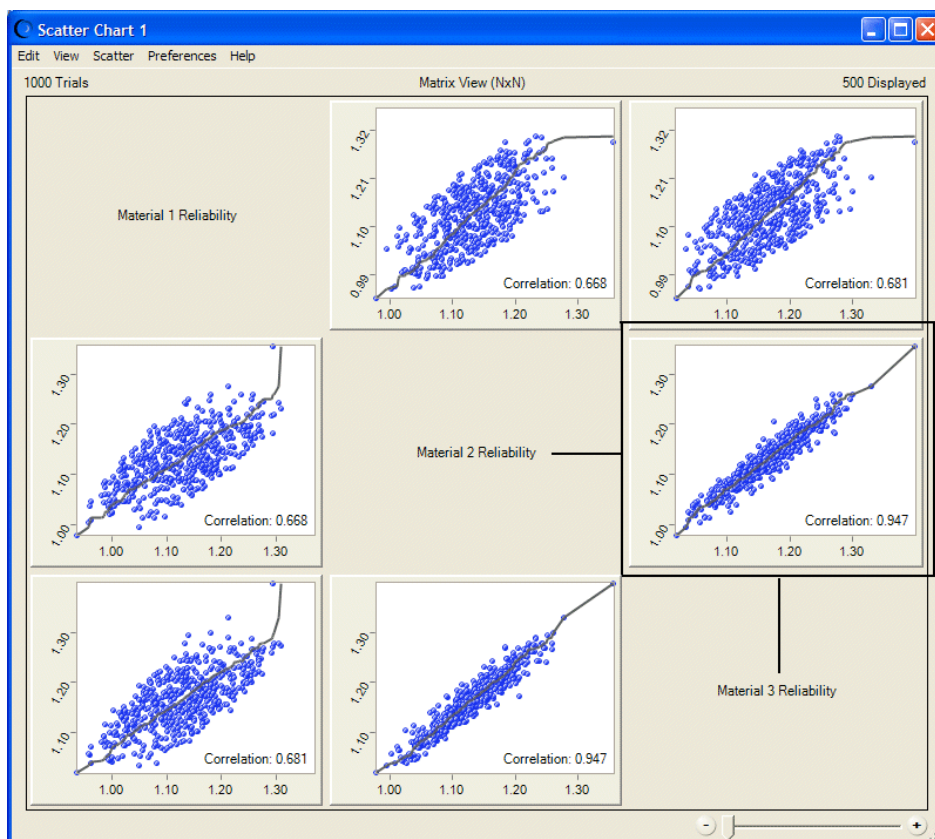 Scatter Chart 1
Edit View Scatter Preferences Help
1000 Trials Matrix View (NxN) 500 Displayed
Material 1 Reliability
1.32
1.21
1.10
0.99
Correlation: 0.668
1.00 1.10 1.20 1.30
1.32
1.21
1.10
0.99
Correlation: 0.681
1.10 1.20 1.30
1.30
1.20
1.10
1.00
Correlation: 0.668
1.00 1.10 1.20 1.30
Material 2 Reliability
1.30
1.20
1.10
1.00
Correlation: 0.947
1.10 1.20 1.30
1.30
1.20
1.10
Correlation: 0.681
1.00 1.10 1.20 1.30
1.30
1.20
1.10
Correlation: 0.947
1.00 1.10 1.20 1.30
Material 3 Reliability